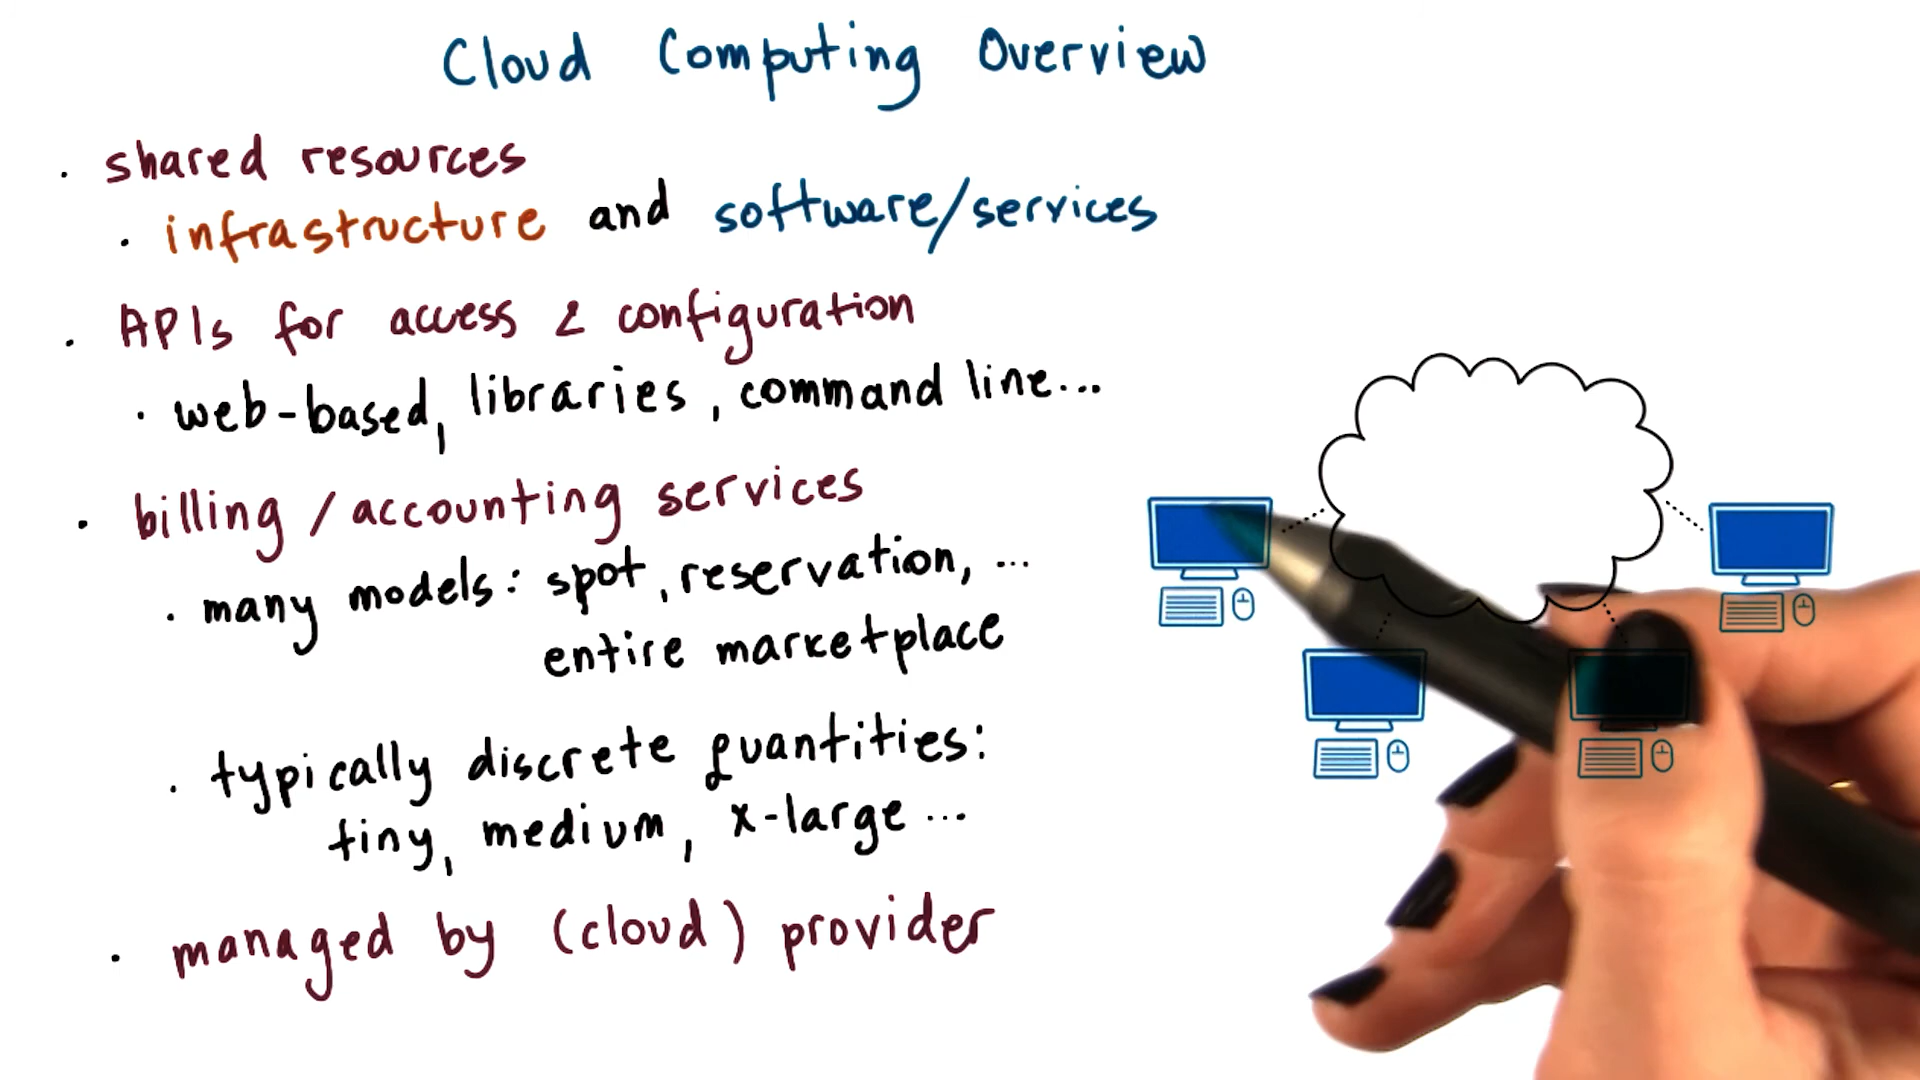 Cloud Computing Overview
· shared resources
· infrastructure and software/services
· APIs for access & configuration
· web-based, libraries, command line...
· billing/accounting services
· many models: spot, reservation, ...
entire marketplace
· typically discrete quantities:
tiny, medium, x-large ...
· managed by (cloud) provider